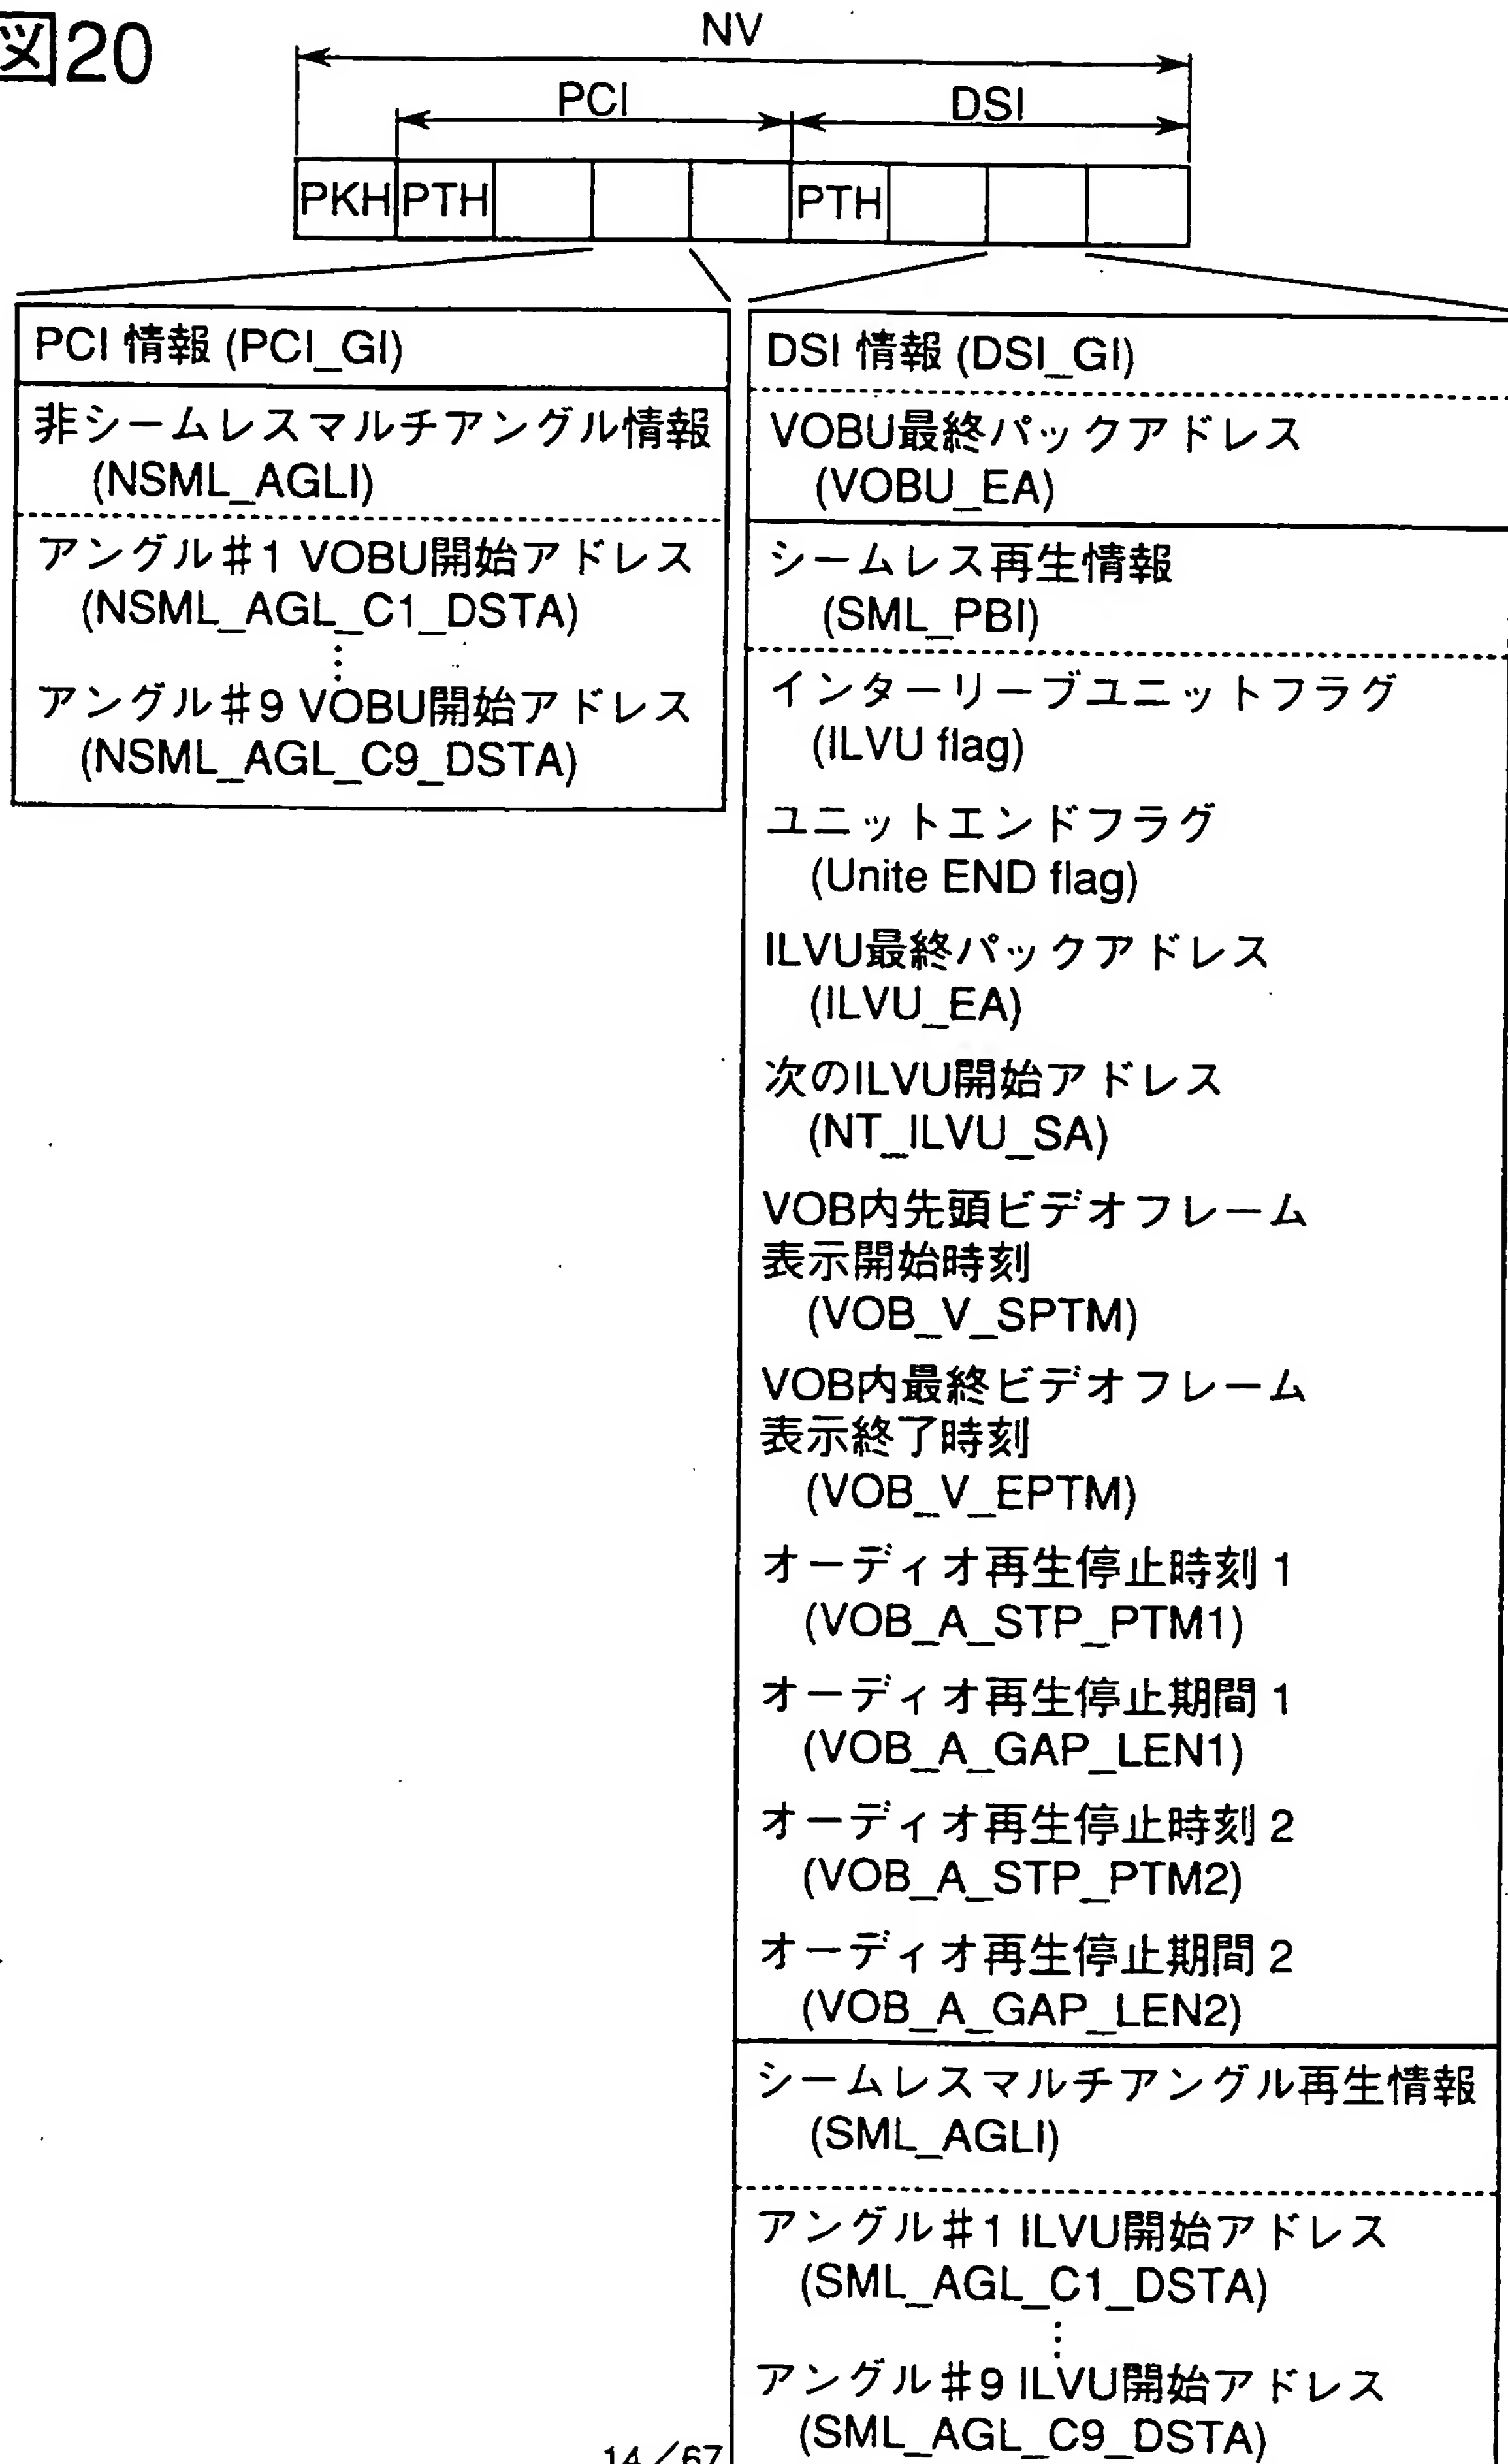 図20
NV
PCI
DSI
PKH
PTH
PTH
PCI 情報 (PCI_GI)
非シームレスマルチアングル情報
(NSML_AGLI)
アングル#1 VOBU開始アドレス
(NSML_AGL_C1_DSTA)
⋮
アングル#9 VOBU開始アドレス
(NSML_AGL_C9_DSTA)
DSI 情報 (DSI_GI)
VOBU最終パックアドレス
(VOBU_EA)
シームレス再生情報
(SML_PBI)
インターリーブユニットフラグ
(ILVU flag)
ユニットエンドフラグ
(Unite END flag)
ILVU最終パックアドレス
(ILVU_EA)
次のILVU開始アドレス
(NT_ILVU_SA)
VOB内先頭ビデオフレーム
表示開始時刻
(VOB_V_SPTM)
VOB内最終ビデオフレーム
表示終了時刻
(VOB_V_EPTM)
オーディオ再生停止時刻 1
(VOB_A_STP_PTM1)
オーディオ再生停止期間 1
(VOB_A_GAP_LEN1)
オーディオ再生停止時刻 2
(VOB_A_STP_PTM2)
オーディオ再生停止期間 2
(VOB_A_GAP_LEN2)
シームレスマルチアングル再生情報
(SML_AGLI)
アングル#1 ILVU開始アドレス
(SML_AGL_C1_DSTA)
⋮
アングル#9 ILVU開始アドレス
(SML_AGL_C9_DSTA)
14/67